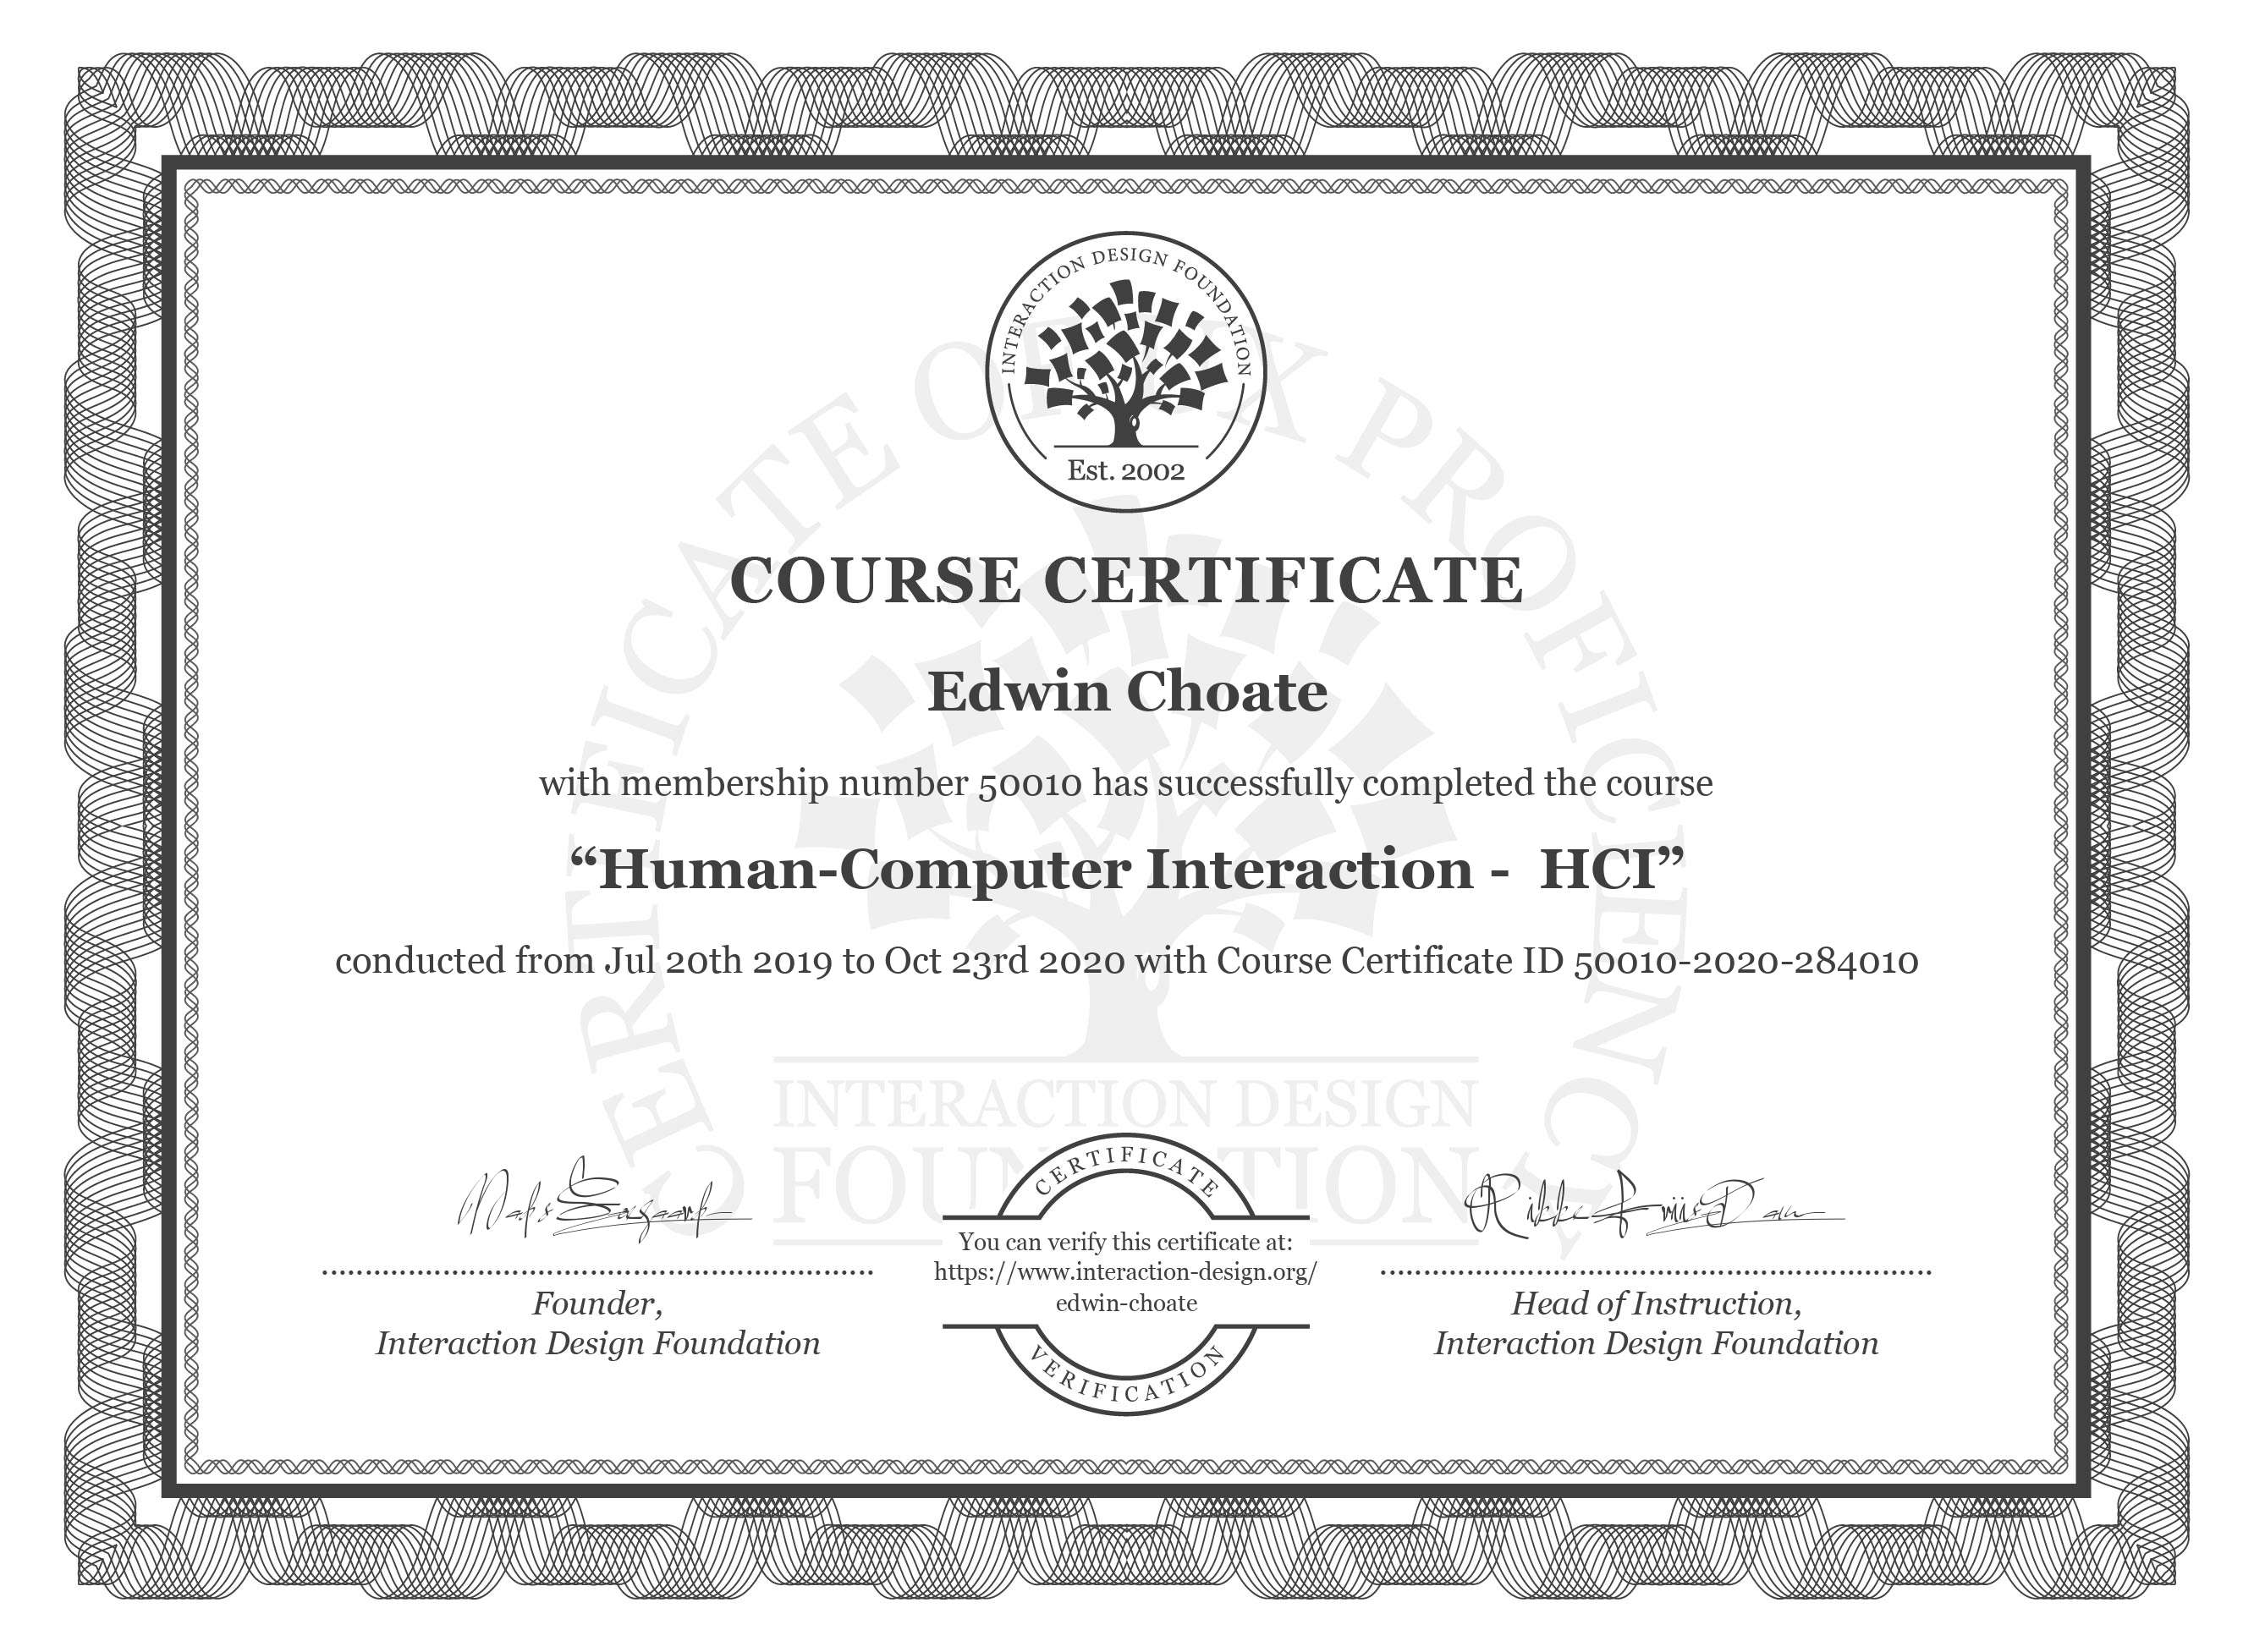 INTERACTION DESIGN FOUNDATION
Est. 2002
CERTIFICATE OF UX PROFICIENCY
COURSE CERTIFICATE
Edwin Choate
with membership number 50010 has successfully completed the course
“Human-Computer Interaction -  HCI”
conducted from Jul 20th 2019 to Oct 23rd 2020 with Course Certificate ID 50010-2020-284010
INTERACTION DESIGN
FOUNDATION
CERTIFICATE
You can verify this certificate at:
https://www.interaction-design.org/
edwin-choate
VERIFICATION
Founder,
Interaction Design Foundation
Head of Instruction,
Interaction Design Foundation